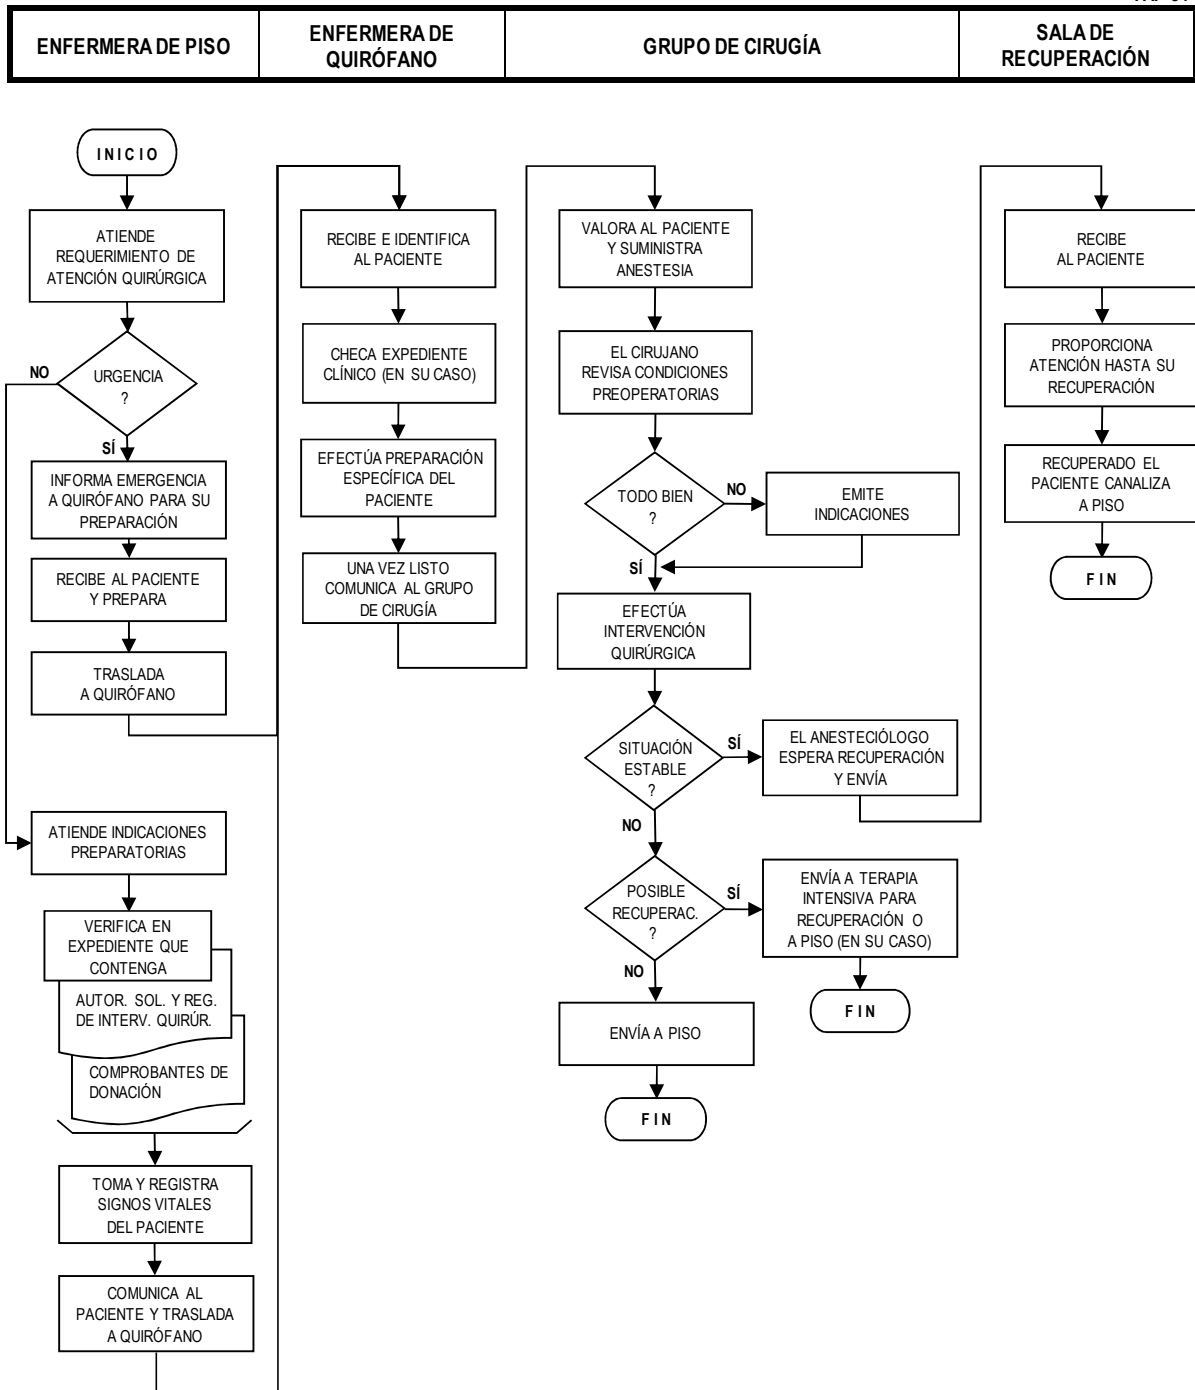 ENFERMERA DE PISO
ENFERMERA DE
QUIRÓFANO
GRUPO DE CIRUGÍA
SALA DE
RECUPERACIÓN
INICIO
ATIENDE
REQUERIMIENTO DE
ATENCIÓN QUIRÚRGICA
NO
URGENCIA
?
SÍ
INFORMA EMERGENCIA
A QUIRÓFANO PARA SU
PREPARACIÓN
RECIBE AL PACIENTE
Y PREPARA
TRASLADA
A QUIRÓFANO
ATIENDE INDICACIONES
PREPARATORIAS
VERIFICA EN
EXPEDIENTE QUE
CONTENGA
AUTOR. SOL. Y REG.
DE INTERV. QUIRÚR.
COMPROBANTES DE
DONACIÓN
TOMA Y REGISTRA
SIGNOS VITALES
DEL PACIENTE
COMUNICA AL
PACIENTE Y TRASLADA
A QUIRÓFANO
RECIBE E IDENTIFICA
AL PACIENTE
CHECA EXPEDIENTE
CLÍNICO (EN SU CASO)
EFECTÚA PREPARACIÓN
ESPECÍFICA DEL
PACIENTE
UNA VEZ LISTO
COMUNICA AL GRUPO
DE CIRUGÍA
VALORA AL PACIENTE
Y SUMINISTRA
ANESTESIA
EL CIRUJANO
REVISA CONDICIONES
PREOPERATORIAS
TODO BIEN
?
NO
EMITE
INDICACIONES
SÍ
EFECTÚA
INTERVENCIÓN
QUIRÚRGICA
SITUACIÓN
ESTABLE
?
SÍ
EL ANESTECIÓLOGO
ESPERA RECUPERACIÓN
Y ENVÍA
NO
POSIBLE
RECUPERAC.
?
SÍ
ENVÍA A TERAPIA
INTENSIVA PARA
RECUPERACIÓN O
A PISO (EN SU CASO)
FIN
NO
ENVÍA A PISO
FIN
RECIBE
AL PACIENTE
PROPORCIONA
ATENCIÓN HASTA SU
RECUPERACIÓN
RECUPERADO EL
PACIENTE CANALIZA
A PISO
FIN